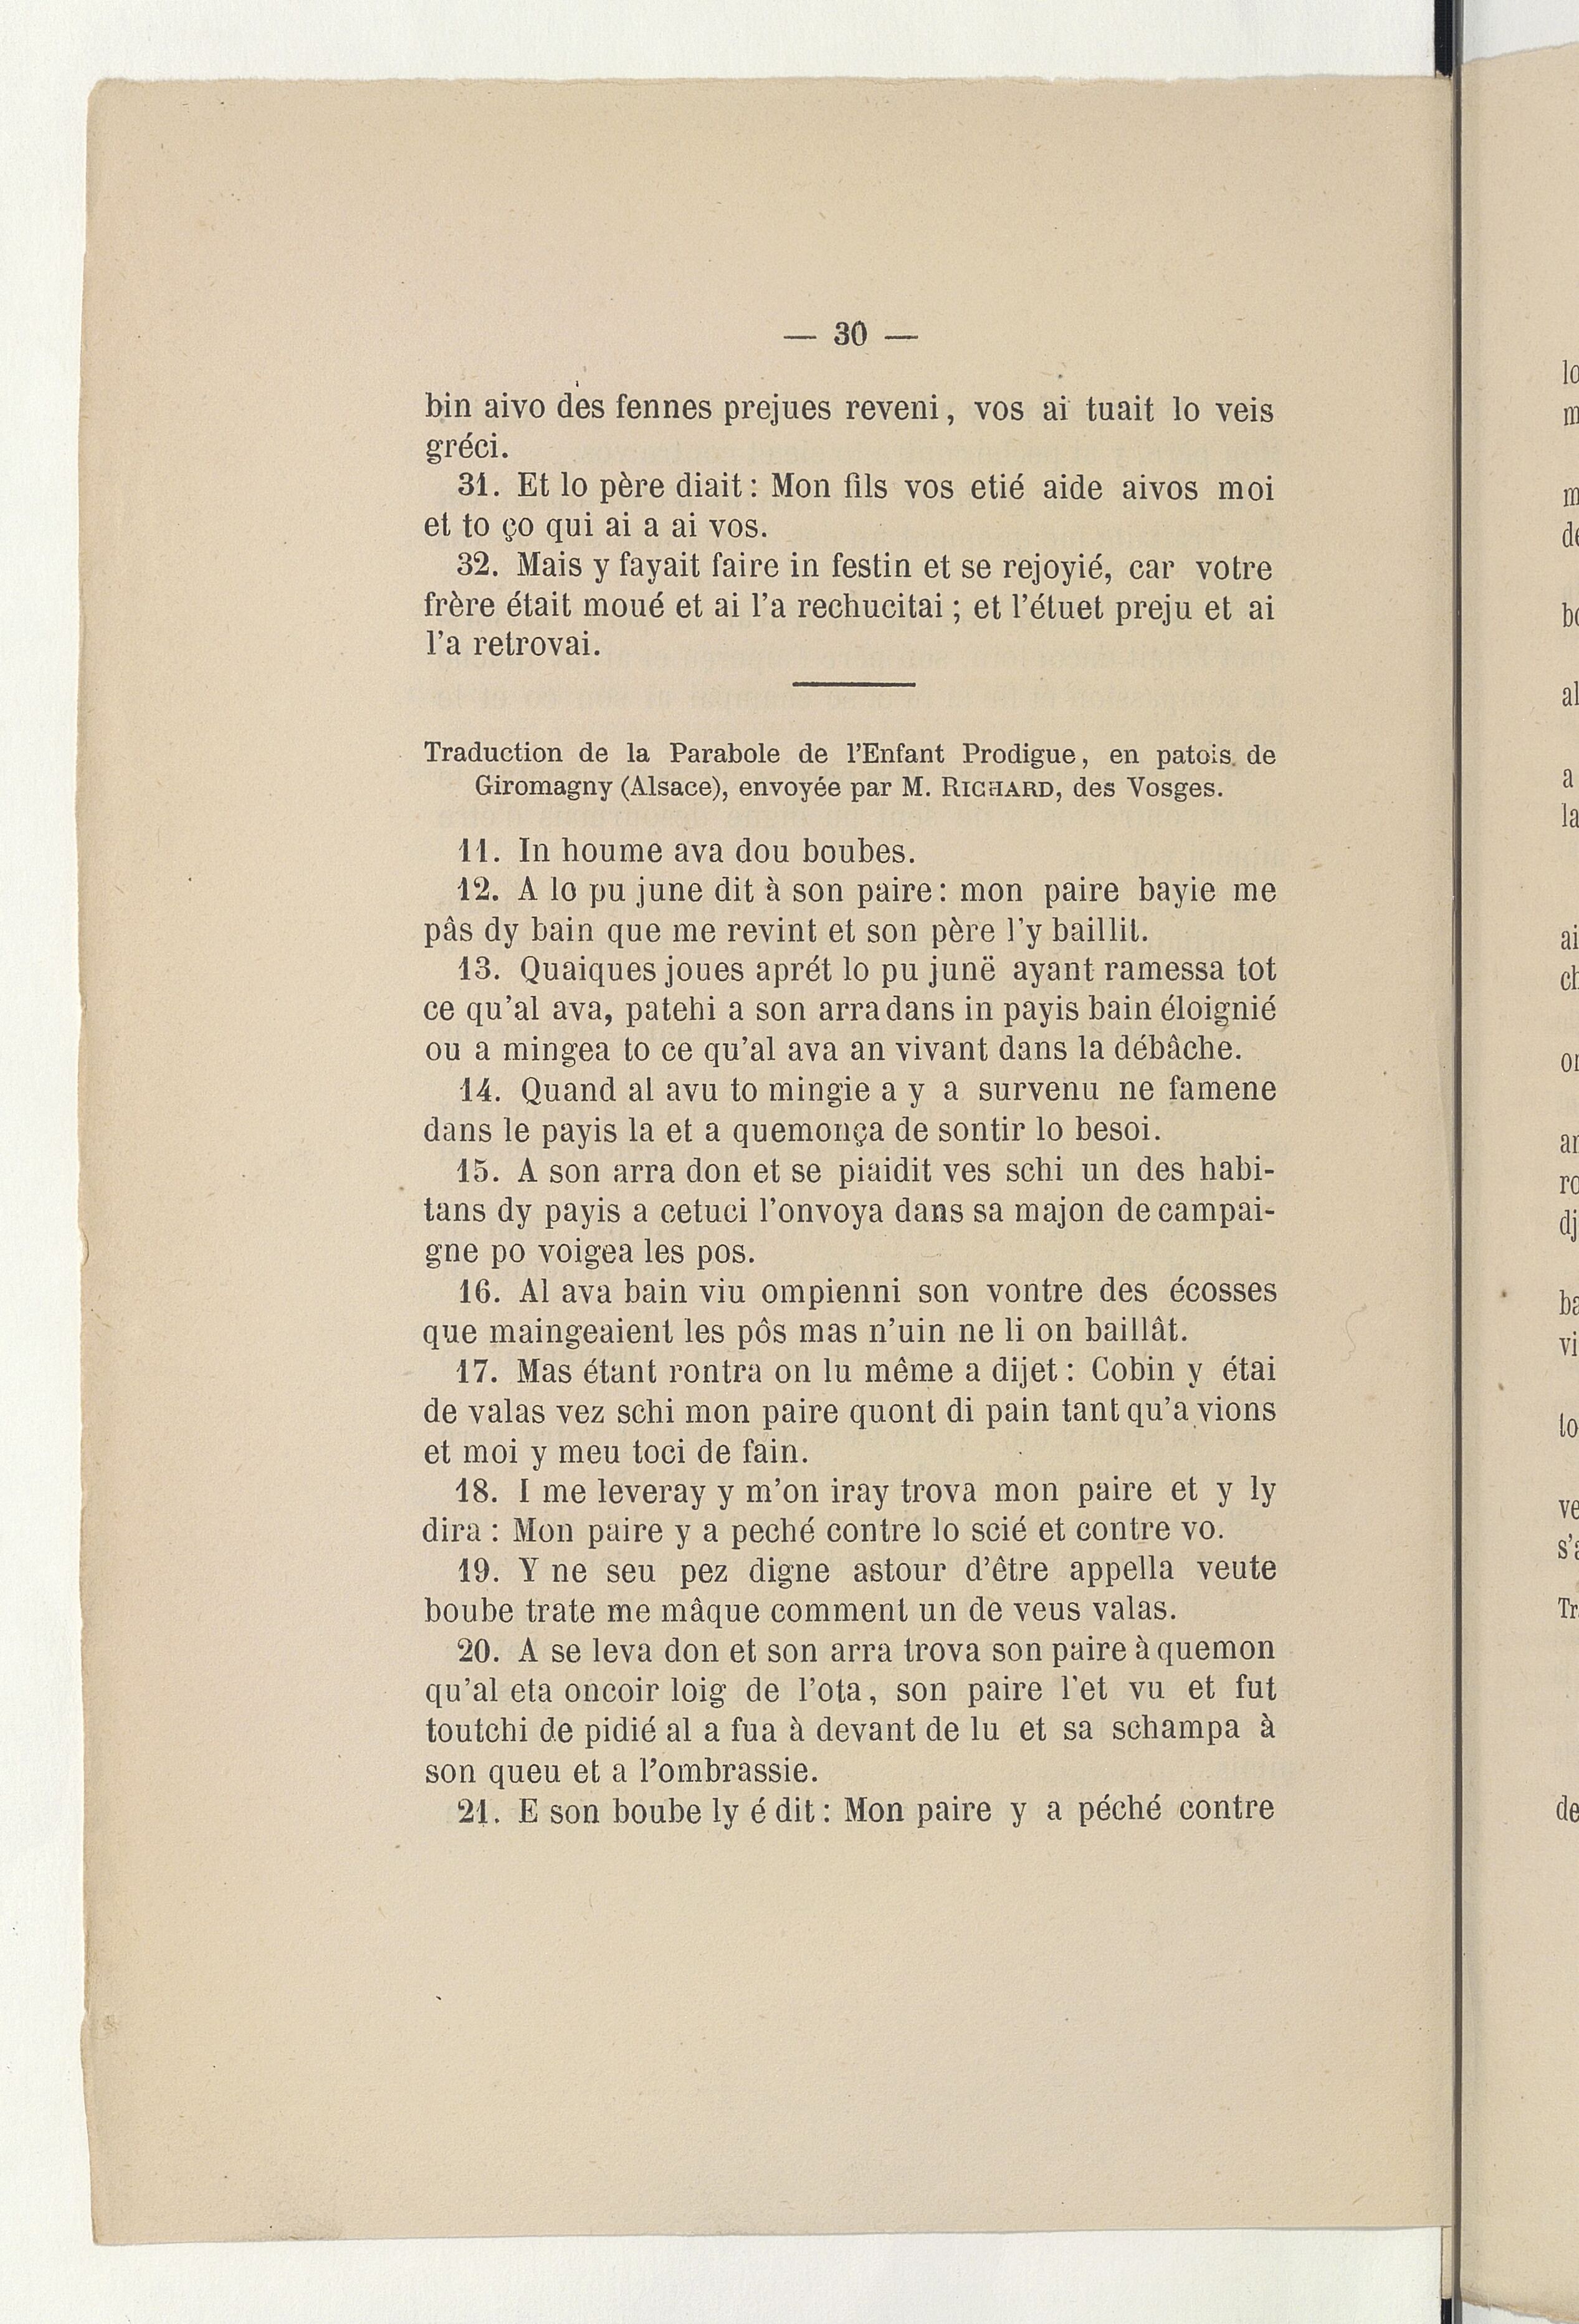 — 30 —
bin aivo des fennes prejues reveni, vos ai tuait lo veis
gréci.
31. Et lo père diait : Mon fils vos etié aide aivos moi
et to ço qui ai a ai vos.
32. Mais y fayait faire in festin et se rejoyié, car votre
frère était moué et ai l'a rechucitai ; et l'étuet preju et ai
l'a retrovai.
Traduction de la Parabole de l'Enfant Prodigue, en patois de
Giromagny (Alsace), envoyée par M. RICHARD, des Vosges.
11. In houme ava dou boubes.
12. A lo pu june dit à son paire : mon paire bayie me
pâs dy bain que me revint et son père l'y baillit.
13. Quaiques joues aprét lo pu junë ayant ramessa tot
ce qu'al ava, patehi a son arra dans in payis bain éloignié
ou a mingea to ce qu'al ava an vivant dans la débâche.
14. Quand al avu to mingie a y a survenu ne famene
dans le payis la et a quemonça de sontir lo besoi.
15. A son arra don et se piaidit ves schi un des habi-
tans dy payis a cetuci l'onvoya dans sa majon de campai-
gne po voigea les pos.
16. Al ava bain viu ompienni son vontre des écosses
que maingeaient les pôs mas n'uin ne li on baillât.
17. Mas étant rontra on lu même a dijet : Cobin y étai
de valas vez schi mon paire quont di pain tant qu'a vions
et moi y meu toci de fain.
18. I me leveray y m'on iray trova mon paire et y ly
dira : Mon paire y a peché contre lo scié et contre vo.
19. Y ne seu pez digne astour d'être appella veute
boube trate me mâque comment un de veus valas.
20. A se leva don et son arra trova son paire à quemon
qu'al eta oncoir loig de l'ota, son paire l'et vu et fut
toutchi de pidié al a fua à devant de lu et sa schampa à
son queu et a l'ombrassie.
21. E son boube ly é dit : Mon paire y a péché contre